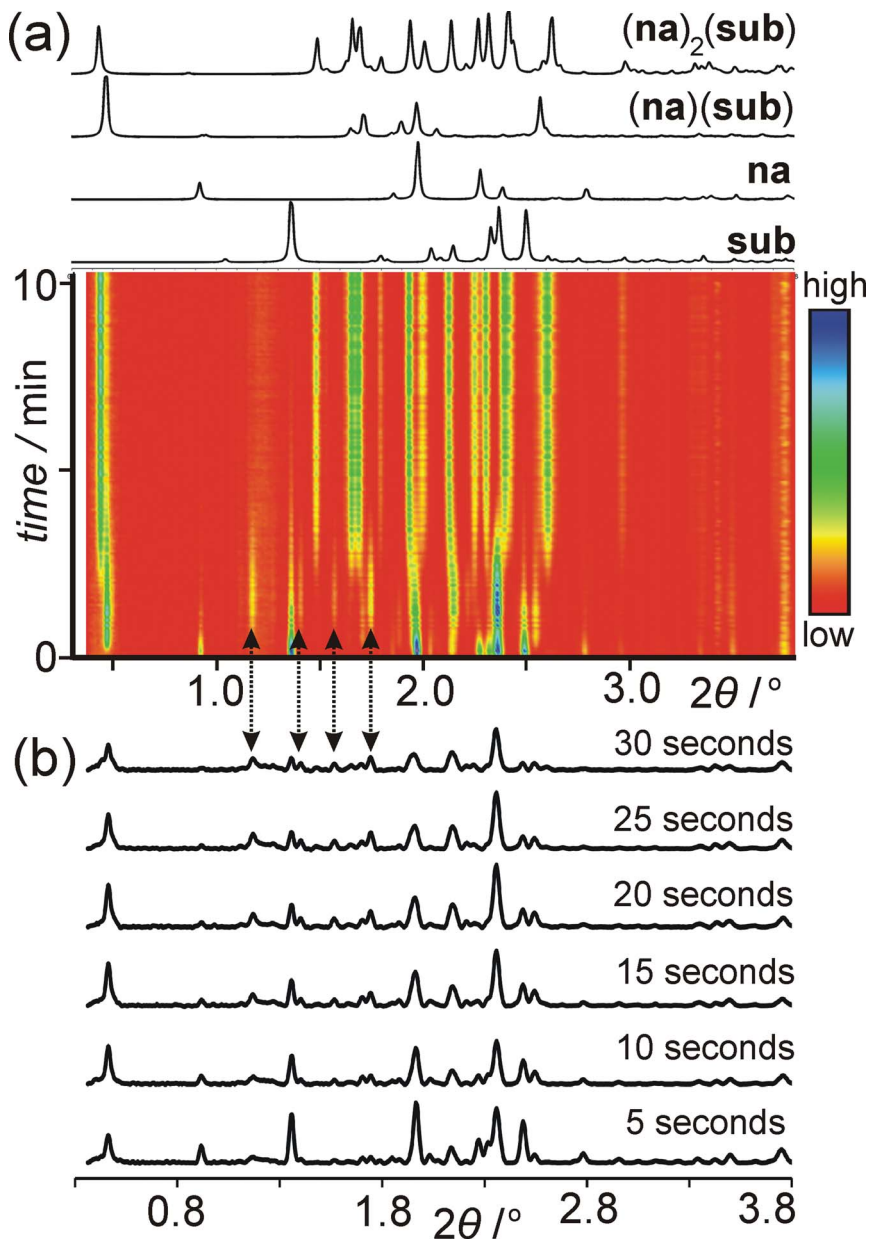 (a)
(na)₂(sub)
(na)(sub)
na
sub
10
time / min
0
high
low
1.0 2.0 3.0 2θ / °
(b)
30 seconds
25 seconds
20 seconds
15 seconds
10 seconds
5 seconds
0.8 1.8 2θ / ° 2.8 3.8